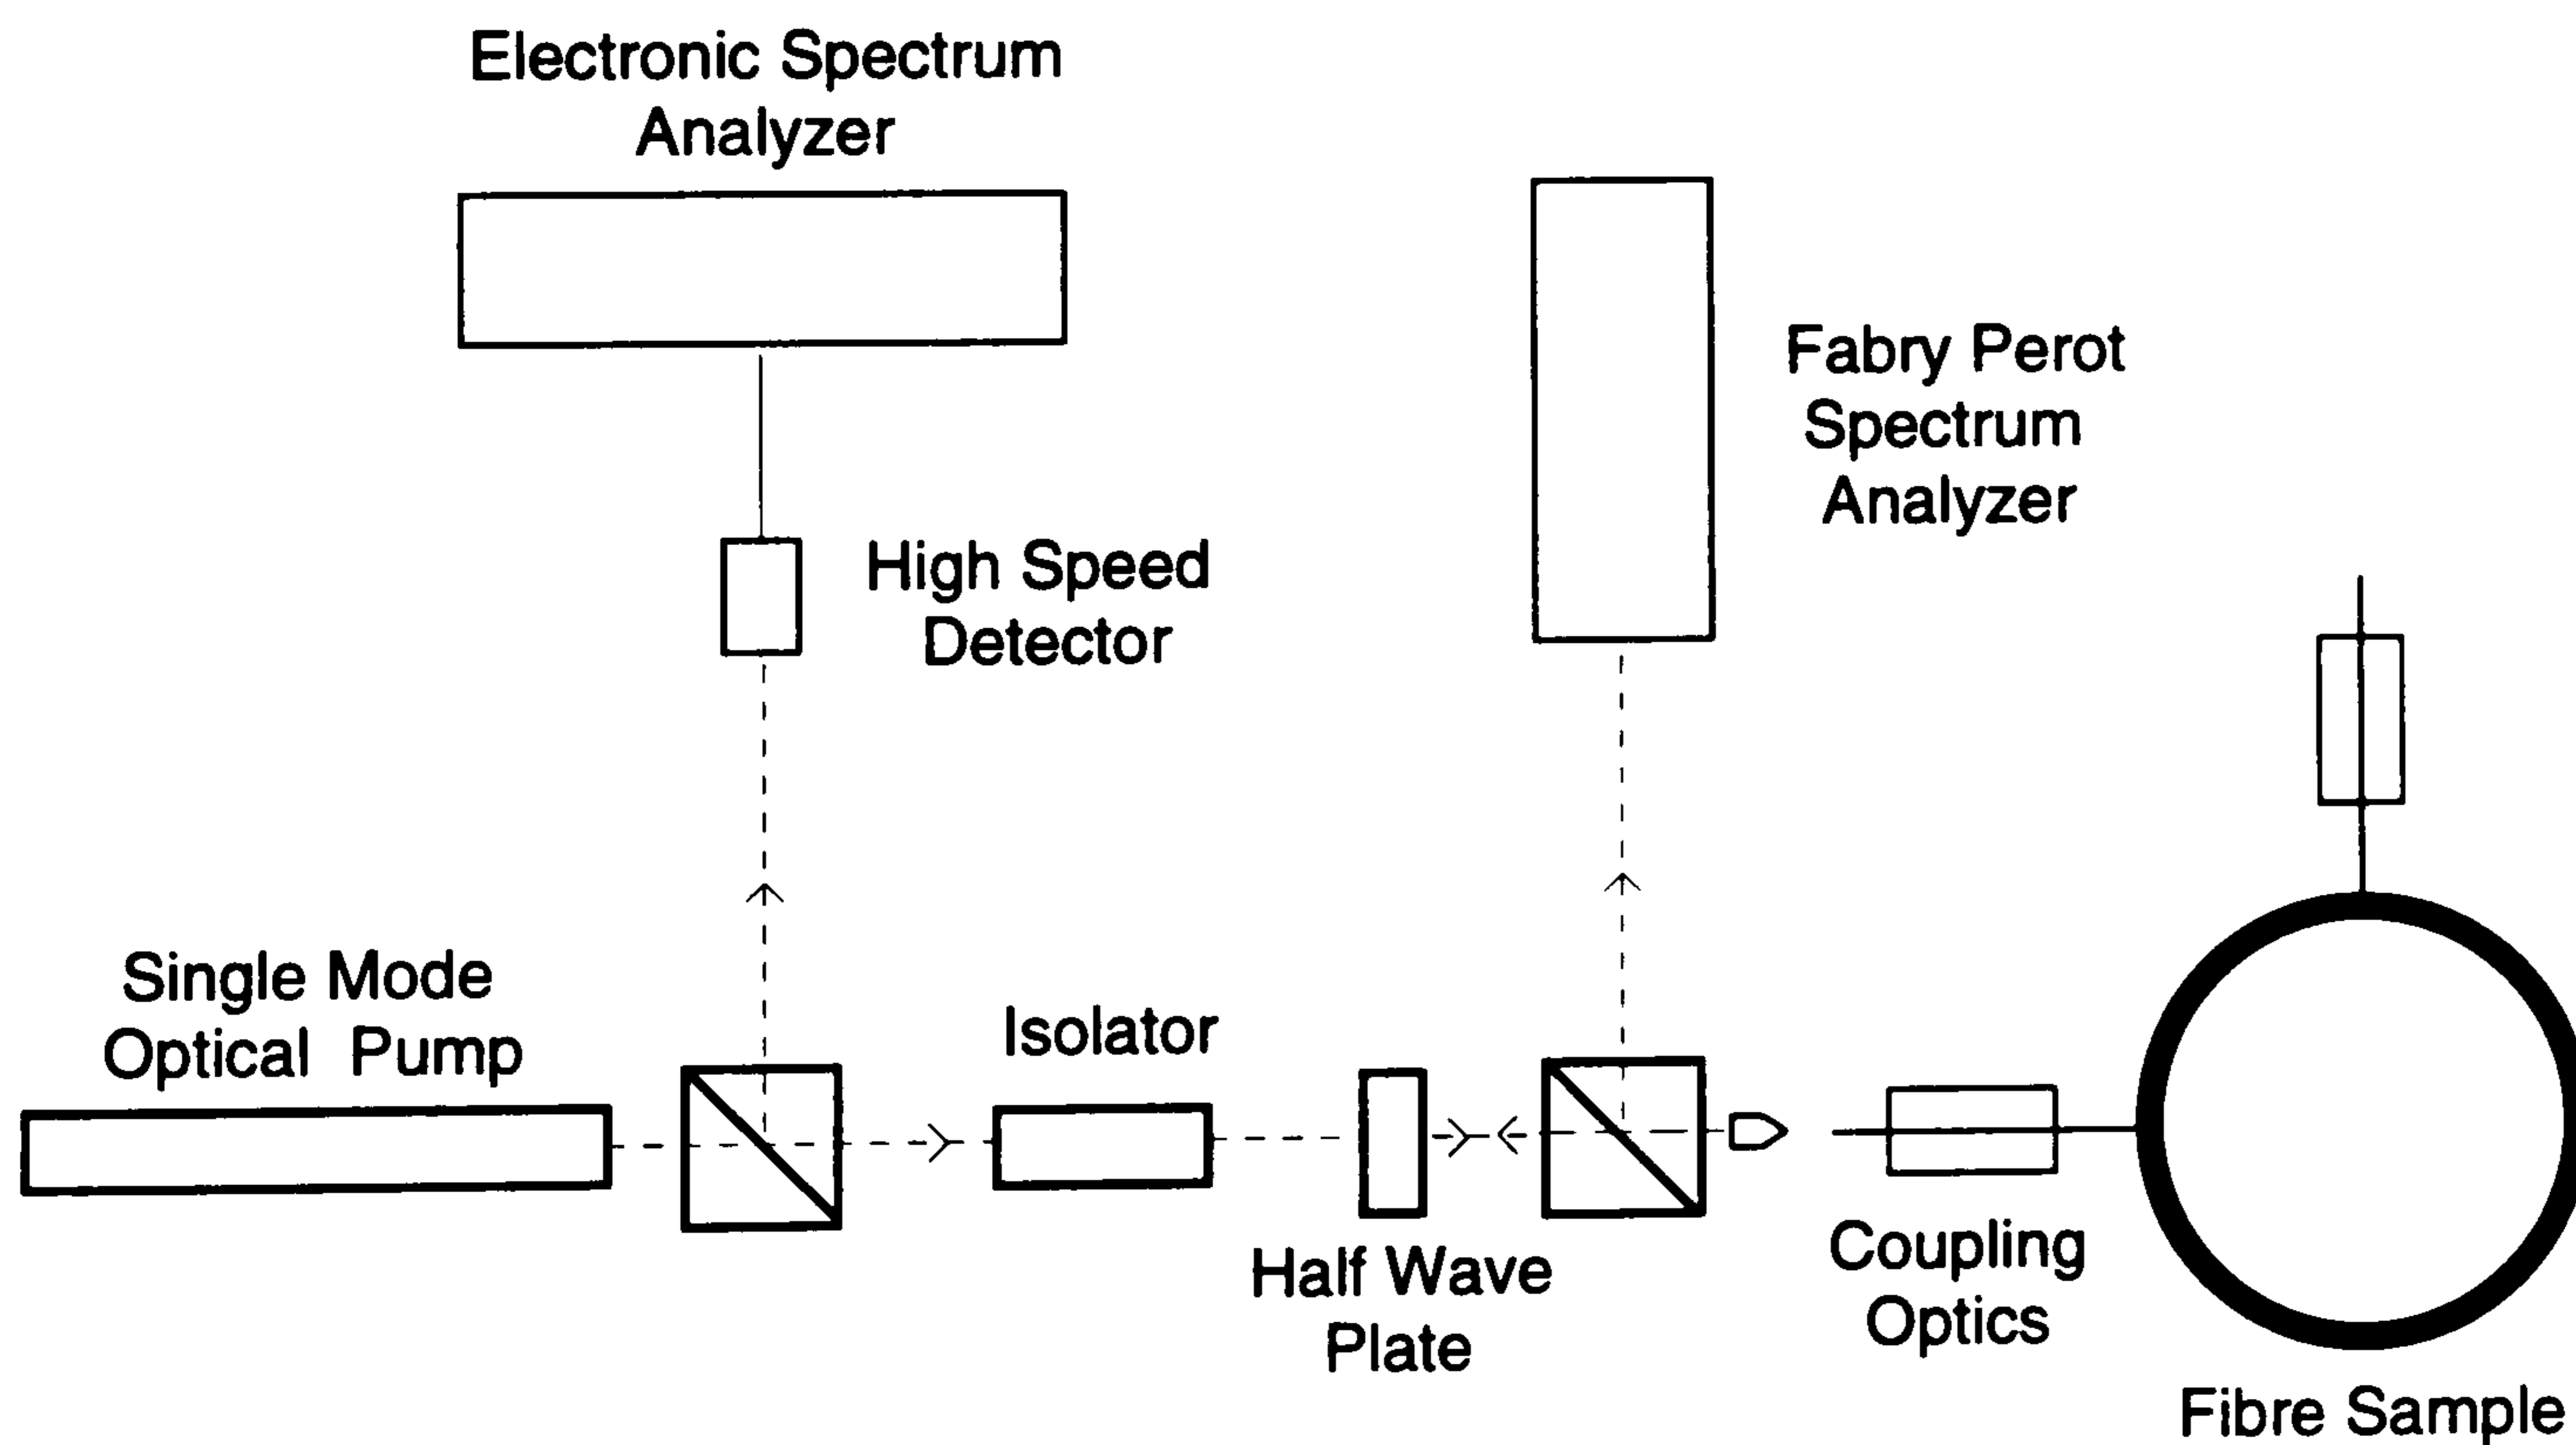 Electronic Spectrum
Analyzer
Fabry Perot
Spectrum
Analyzer
High Speed
Detector
Single Mode
Optical Pump
Isolator
Half Wave
Plate
Coupling
Optics
Fibre Sample